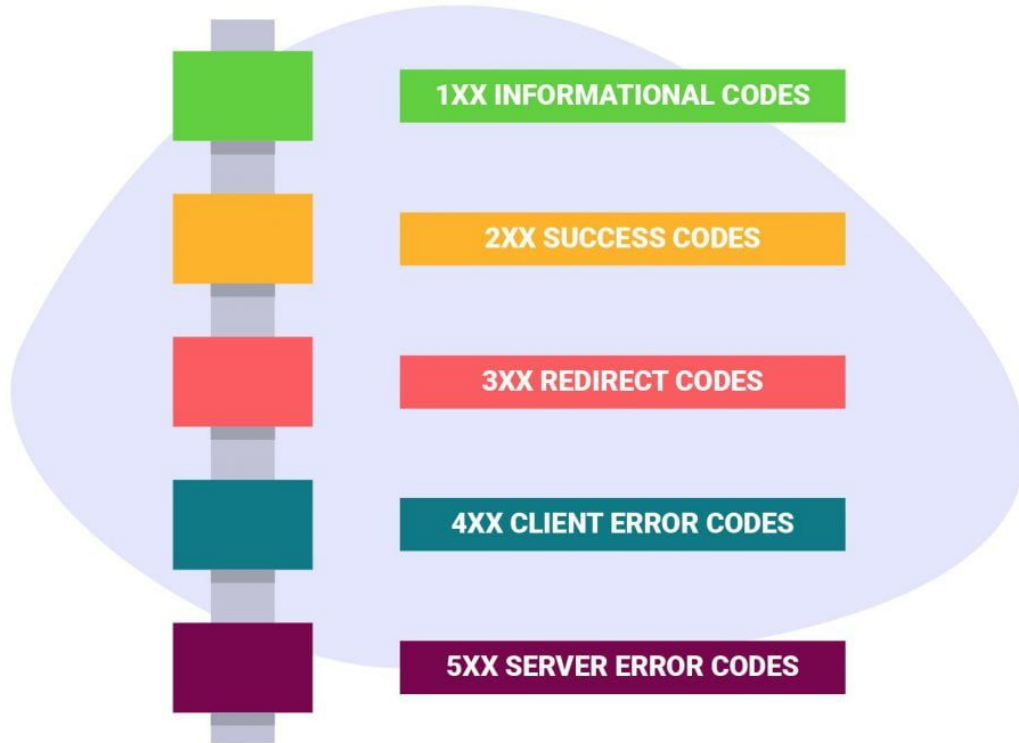 1XX INFORMATIONAL CODES
2XX SUCCESS CODES
3XX REDIRECT CODES
4XX CLIENT ERROR CODES
5XX SERVER ERROR CODES